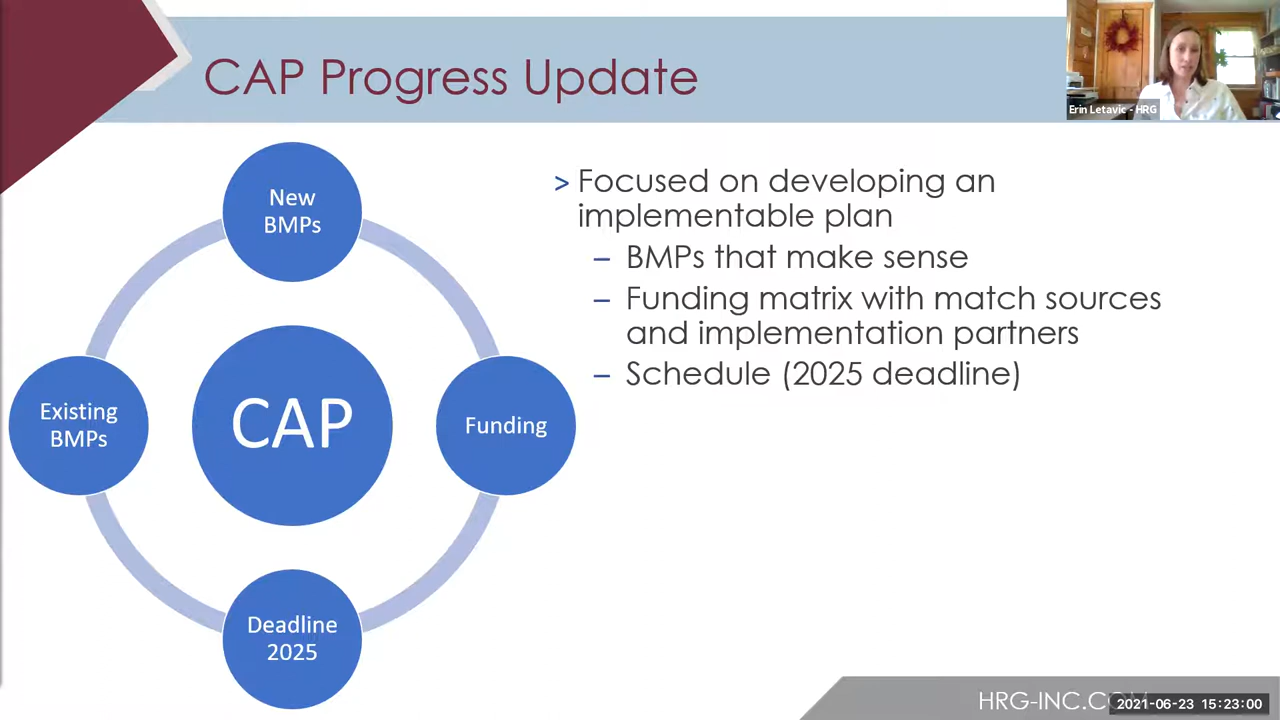 CAP Progress Update
Erin Letavic - HRG
New
BMPs
Existing
BMPs
CAP
Funding
Deadline
2025
> Focused on developing an
implementable plan
– BMPs that make sense
– Funding matrix with match sources
and implementation partners
– Schedule (2025 deadline)
HRG-INC.COM
2021-06-23 15:23:00